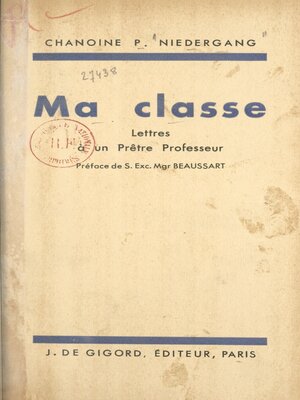 CHANOINE P. "NIEDERGANG"
27438
Ma classe
Lettres
à un Prêtre Professeur
Préface de S. Exc. Mgr BEAUSSART
J. DE GIGORD, ÉDITEUR, PARIS